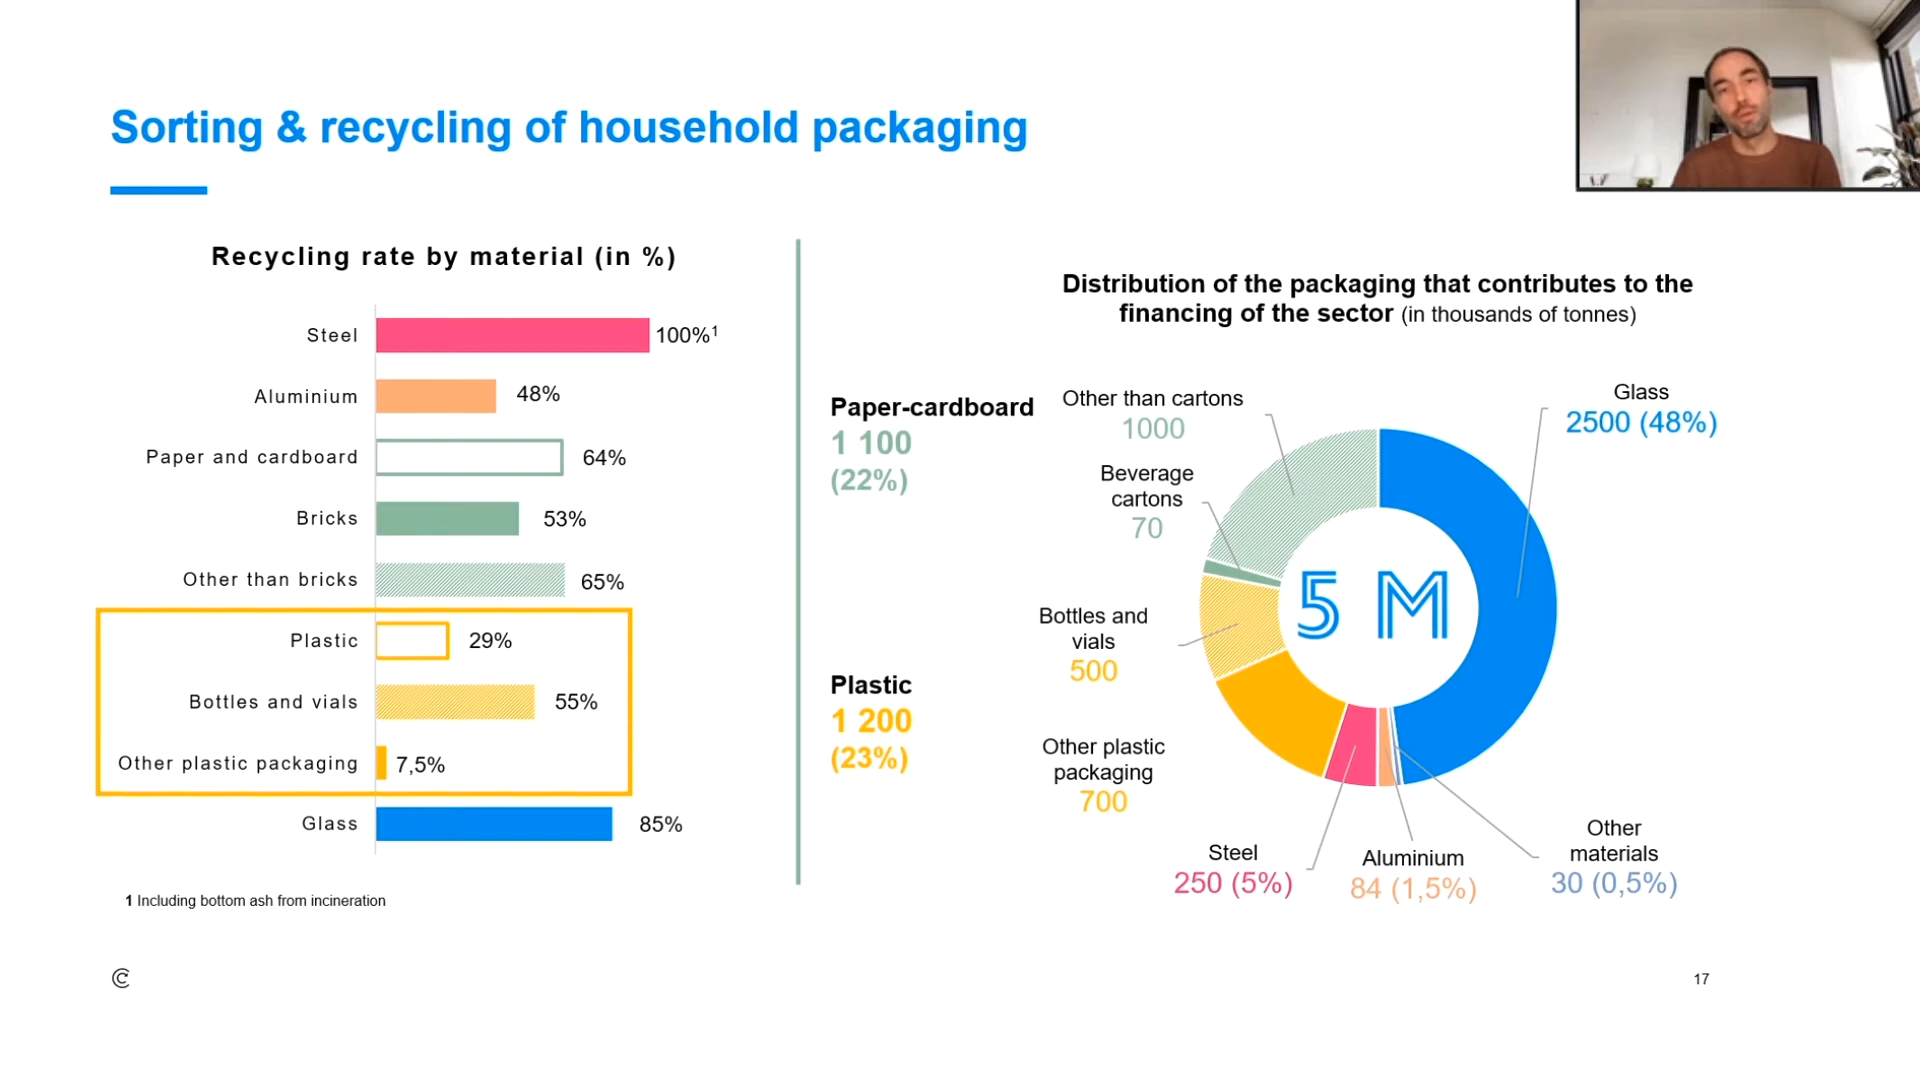 Sorting & recycling of household packaging
Recycling rate by material (in %)
Steel 100%¹
Aluminium 48%
Paper and cardboard 64%
Bricks 53%
Other than bricks 65%
Plastic 29%
Bottles and vials 55%
Other plastic packaging 7,5%
Glass 85%
1 Including bottom ash from incineration
Distribution of the packaging that contributes to the
financing of the sector (in thousands of tonnes)
Paper-cardboard
1 100
(22%)
Plastic
1 200
(23%)
Other than cartons
1000
Beverage
cartons
70
Bottles and
vials
500
Other plastic
packaging
700
Steel
250 (5%)
Aluminium
84 (1,5%)
Other
materials
30 (0,5%)
Glass
2500 (48%)
5 M
17